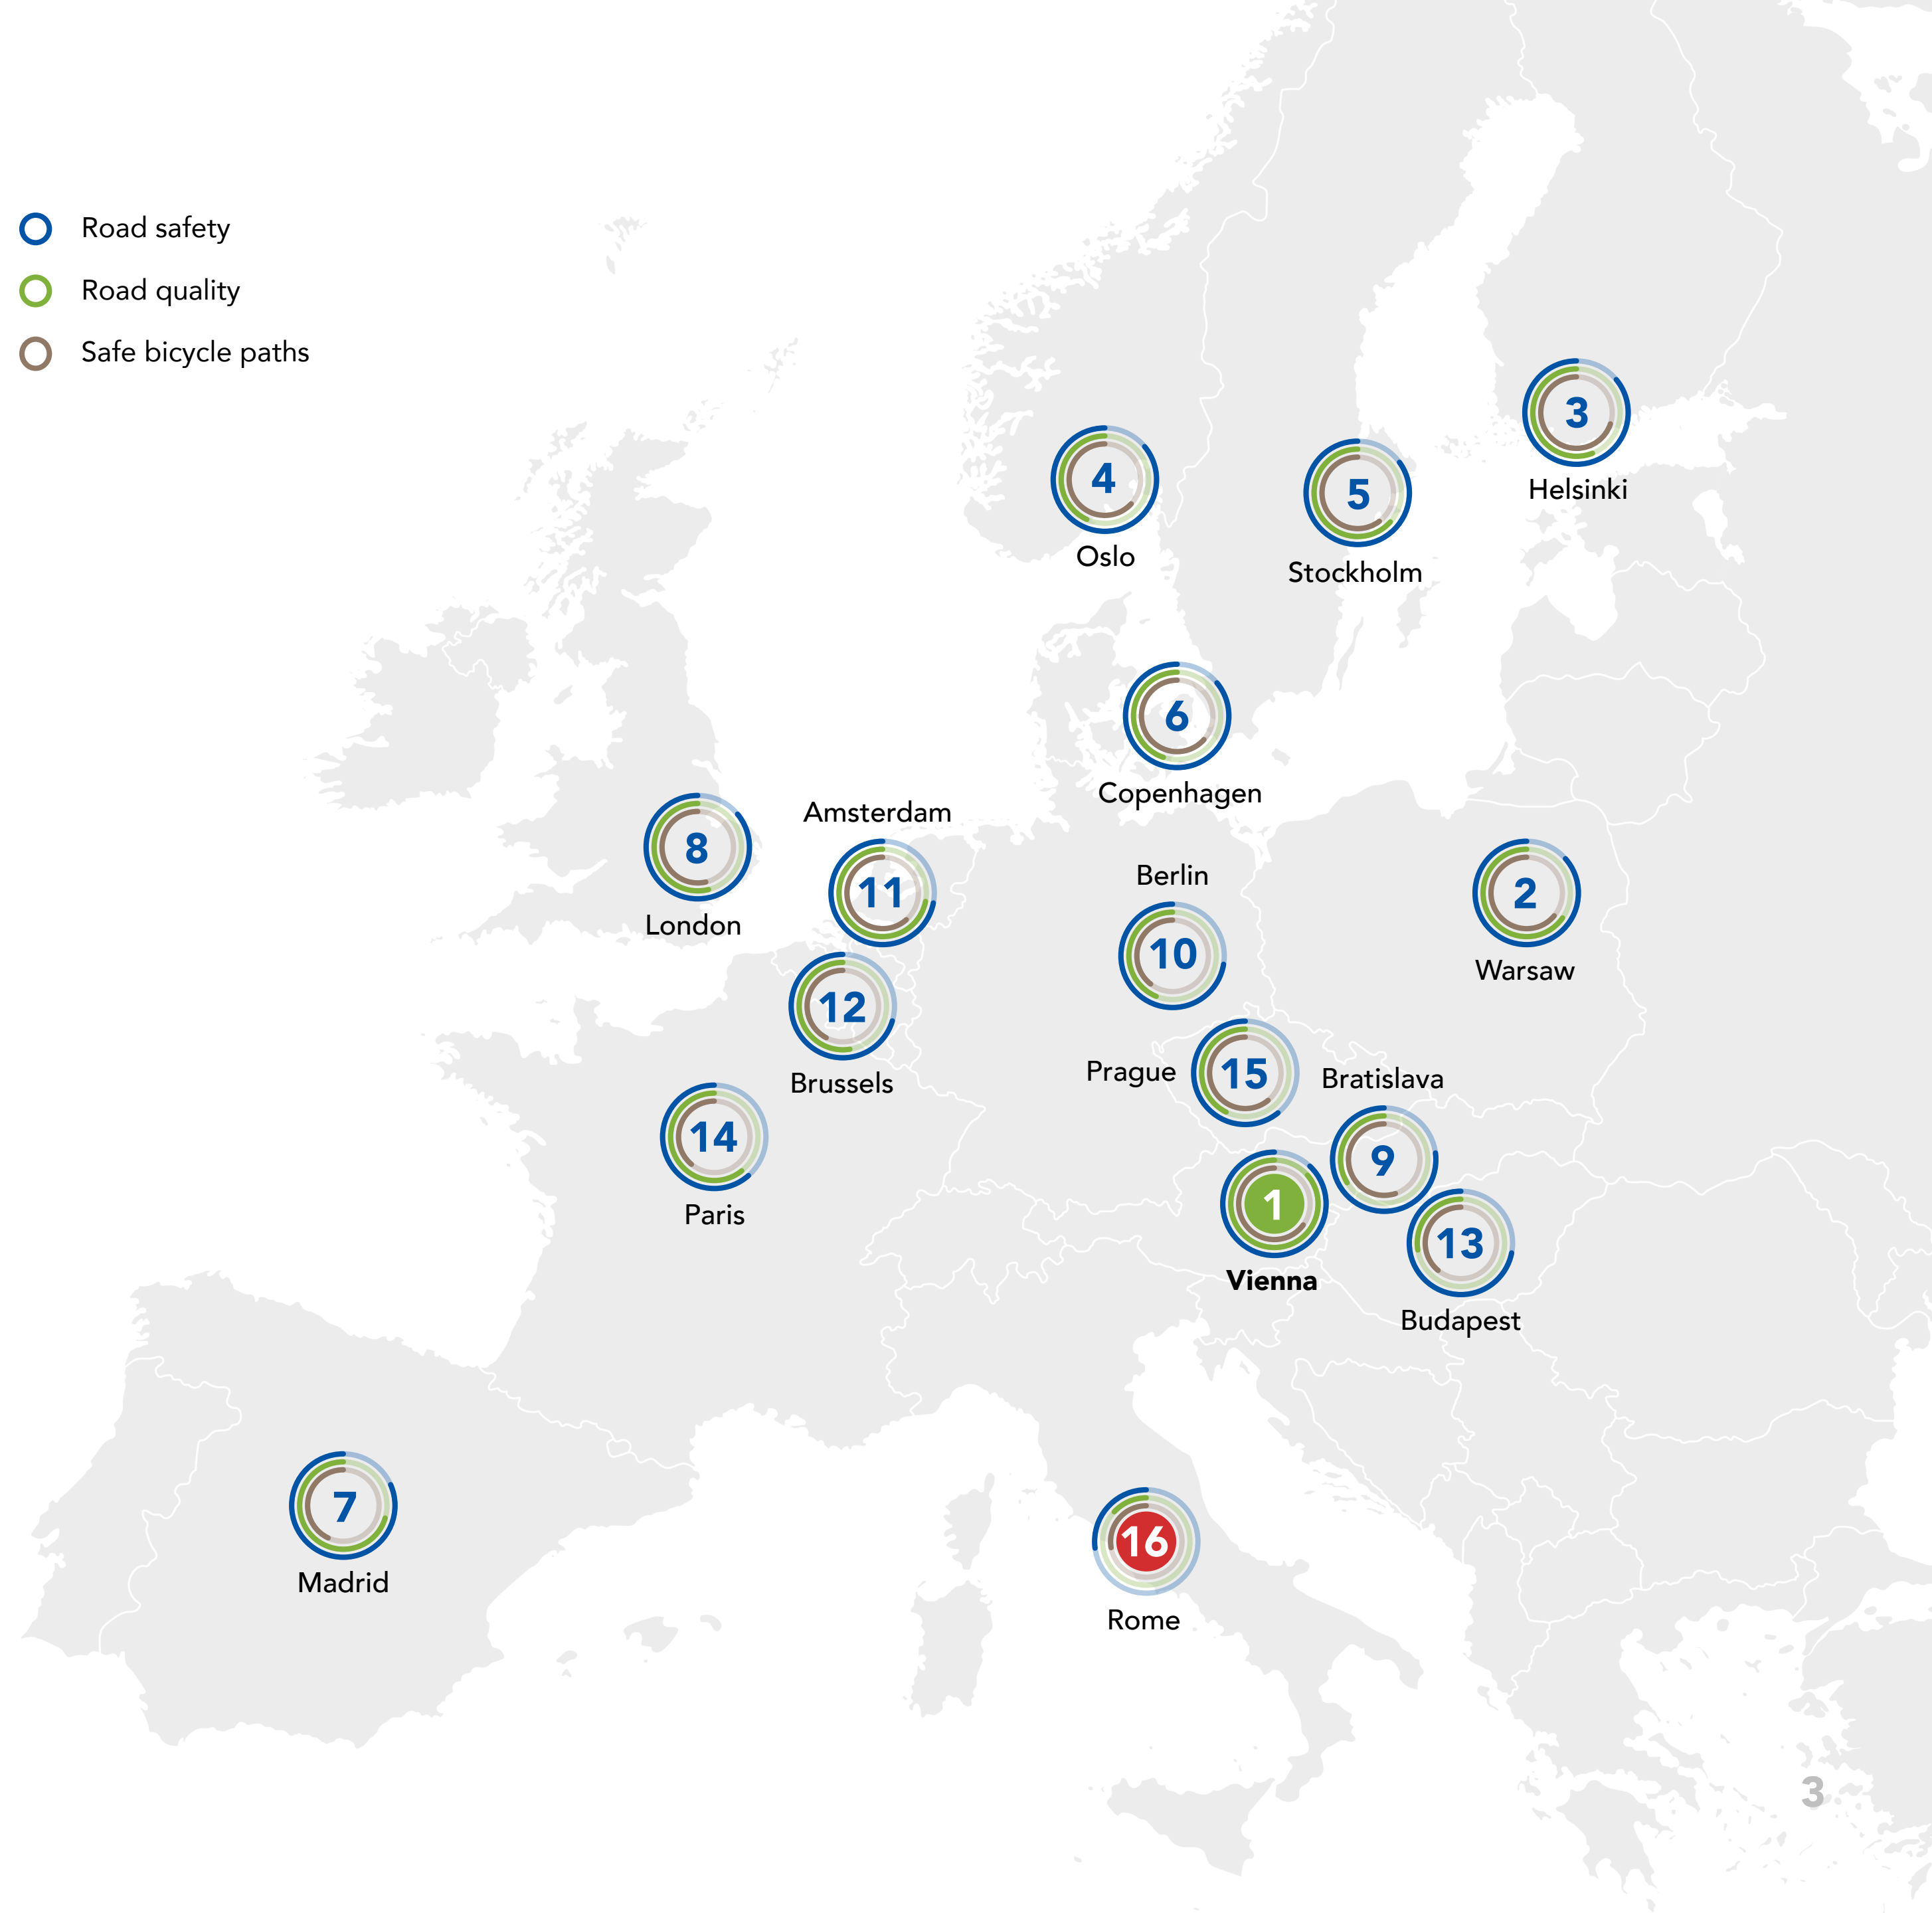 Road safety
Road quality
Safe bicycle paths
3
Helsinki
4
Oslo
5
Stockholm
6
Copenhagen
8
London
Amsterdam
11
Berlin
10
2
Warsaw
12
Brussels
Prague
15
Bratislava
9
14
Paris
1
Vienna
13
Budapest
7
Madrid
16
Rome
3